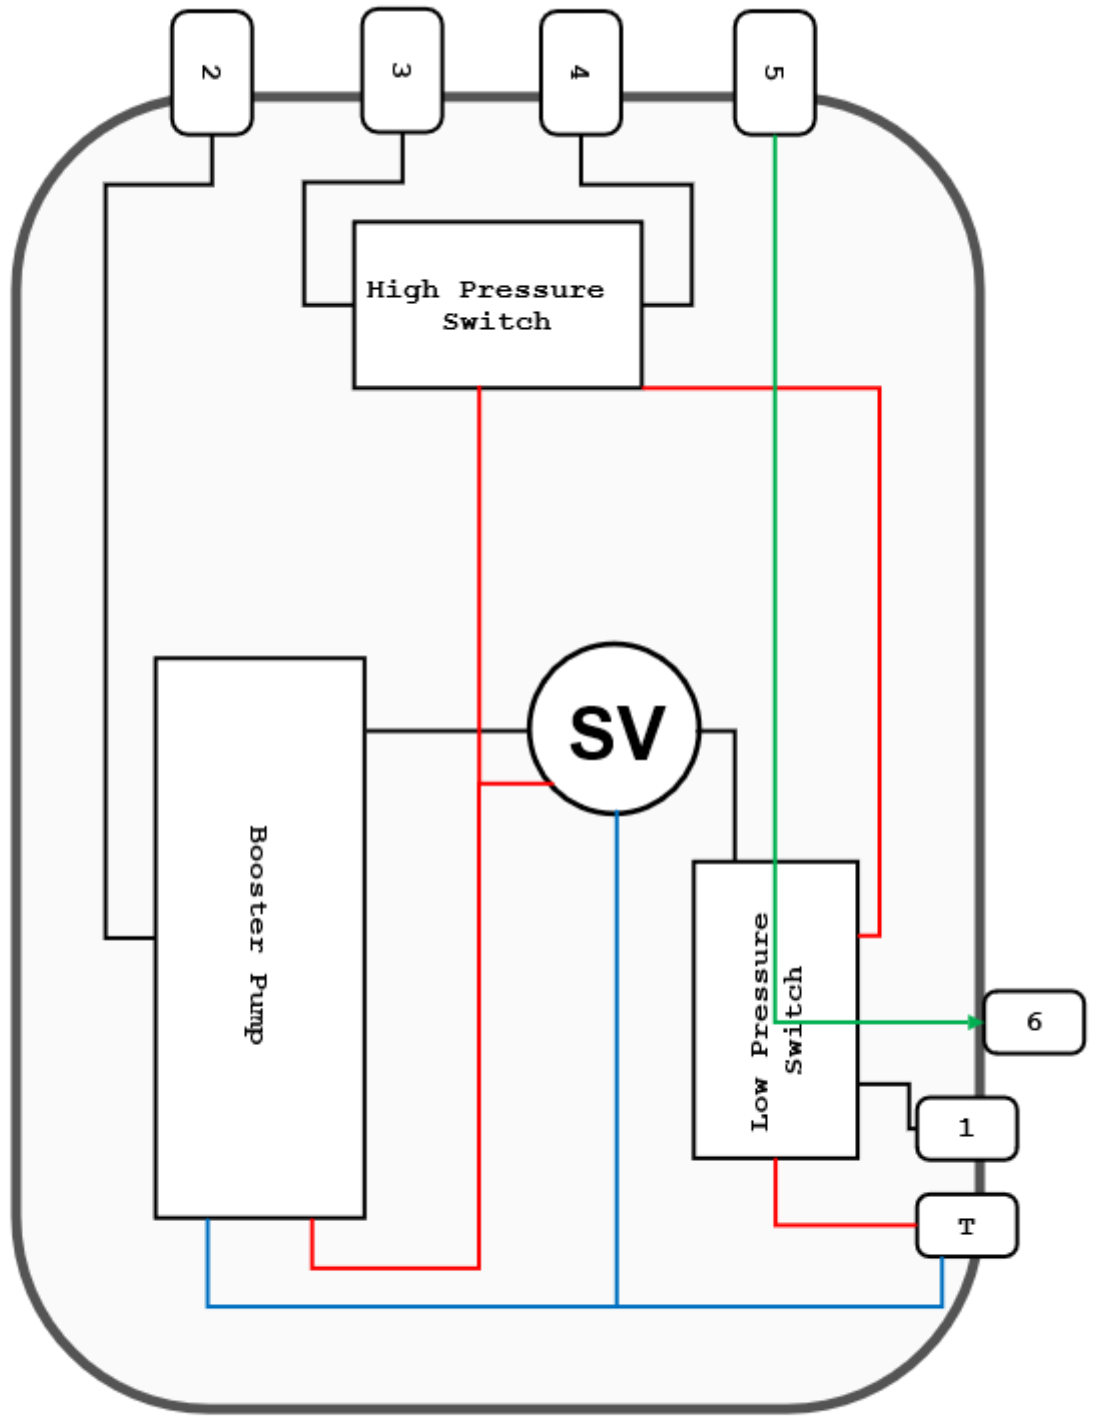 2
3
4
5
High Pressure
Switch
SV
Booster Pump
Low Pressure
Switch
6
1
T